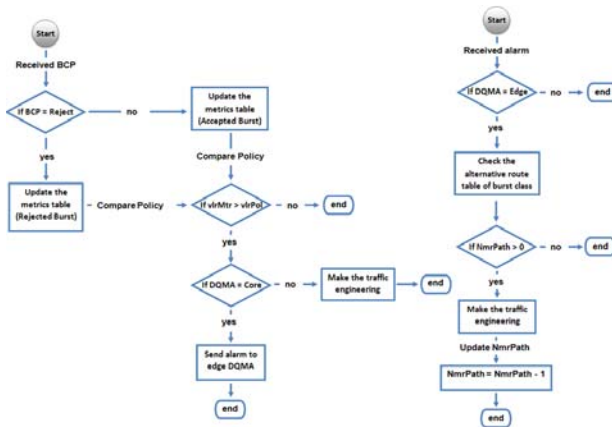 Start
Received BCP
If BCP = Reject
no
Update the
metrics table
(Accepted Burst)
yes
Compare Policy
Update the
metrics table
(Rejected Burst)
Compare Policy
If vlrMtr > vlrPol
no
end
yes
If DQMA = Core
no
Make the traffic
engineering
end
yes
Send alarm to
edge DQMA
end
Start
Received alarm
If DQMA = Edge
no
end
yes
Check the
alternative route
table of burst class
If NmrPath > 0
no
end
yes
Make the traffic
engineering
Update NmrPath
NmrPath = NmrPath - 1
end